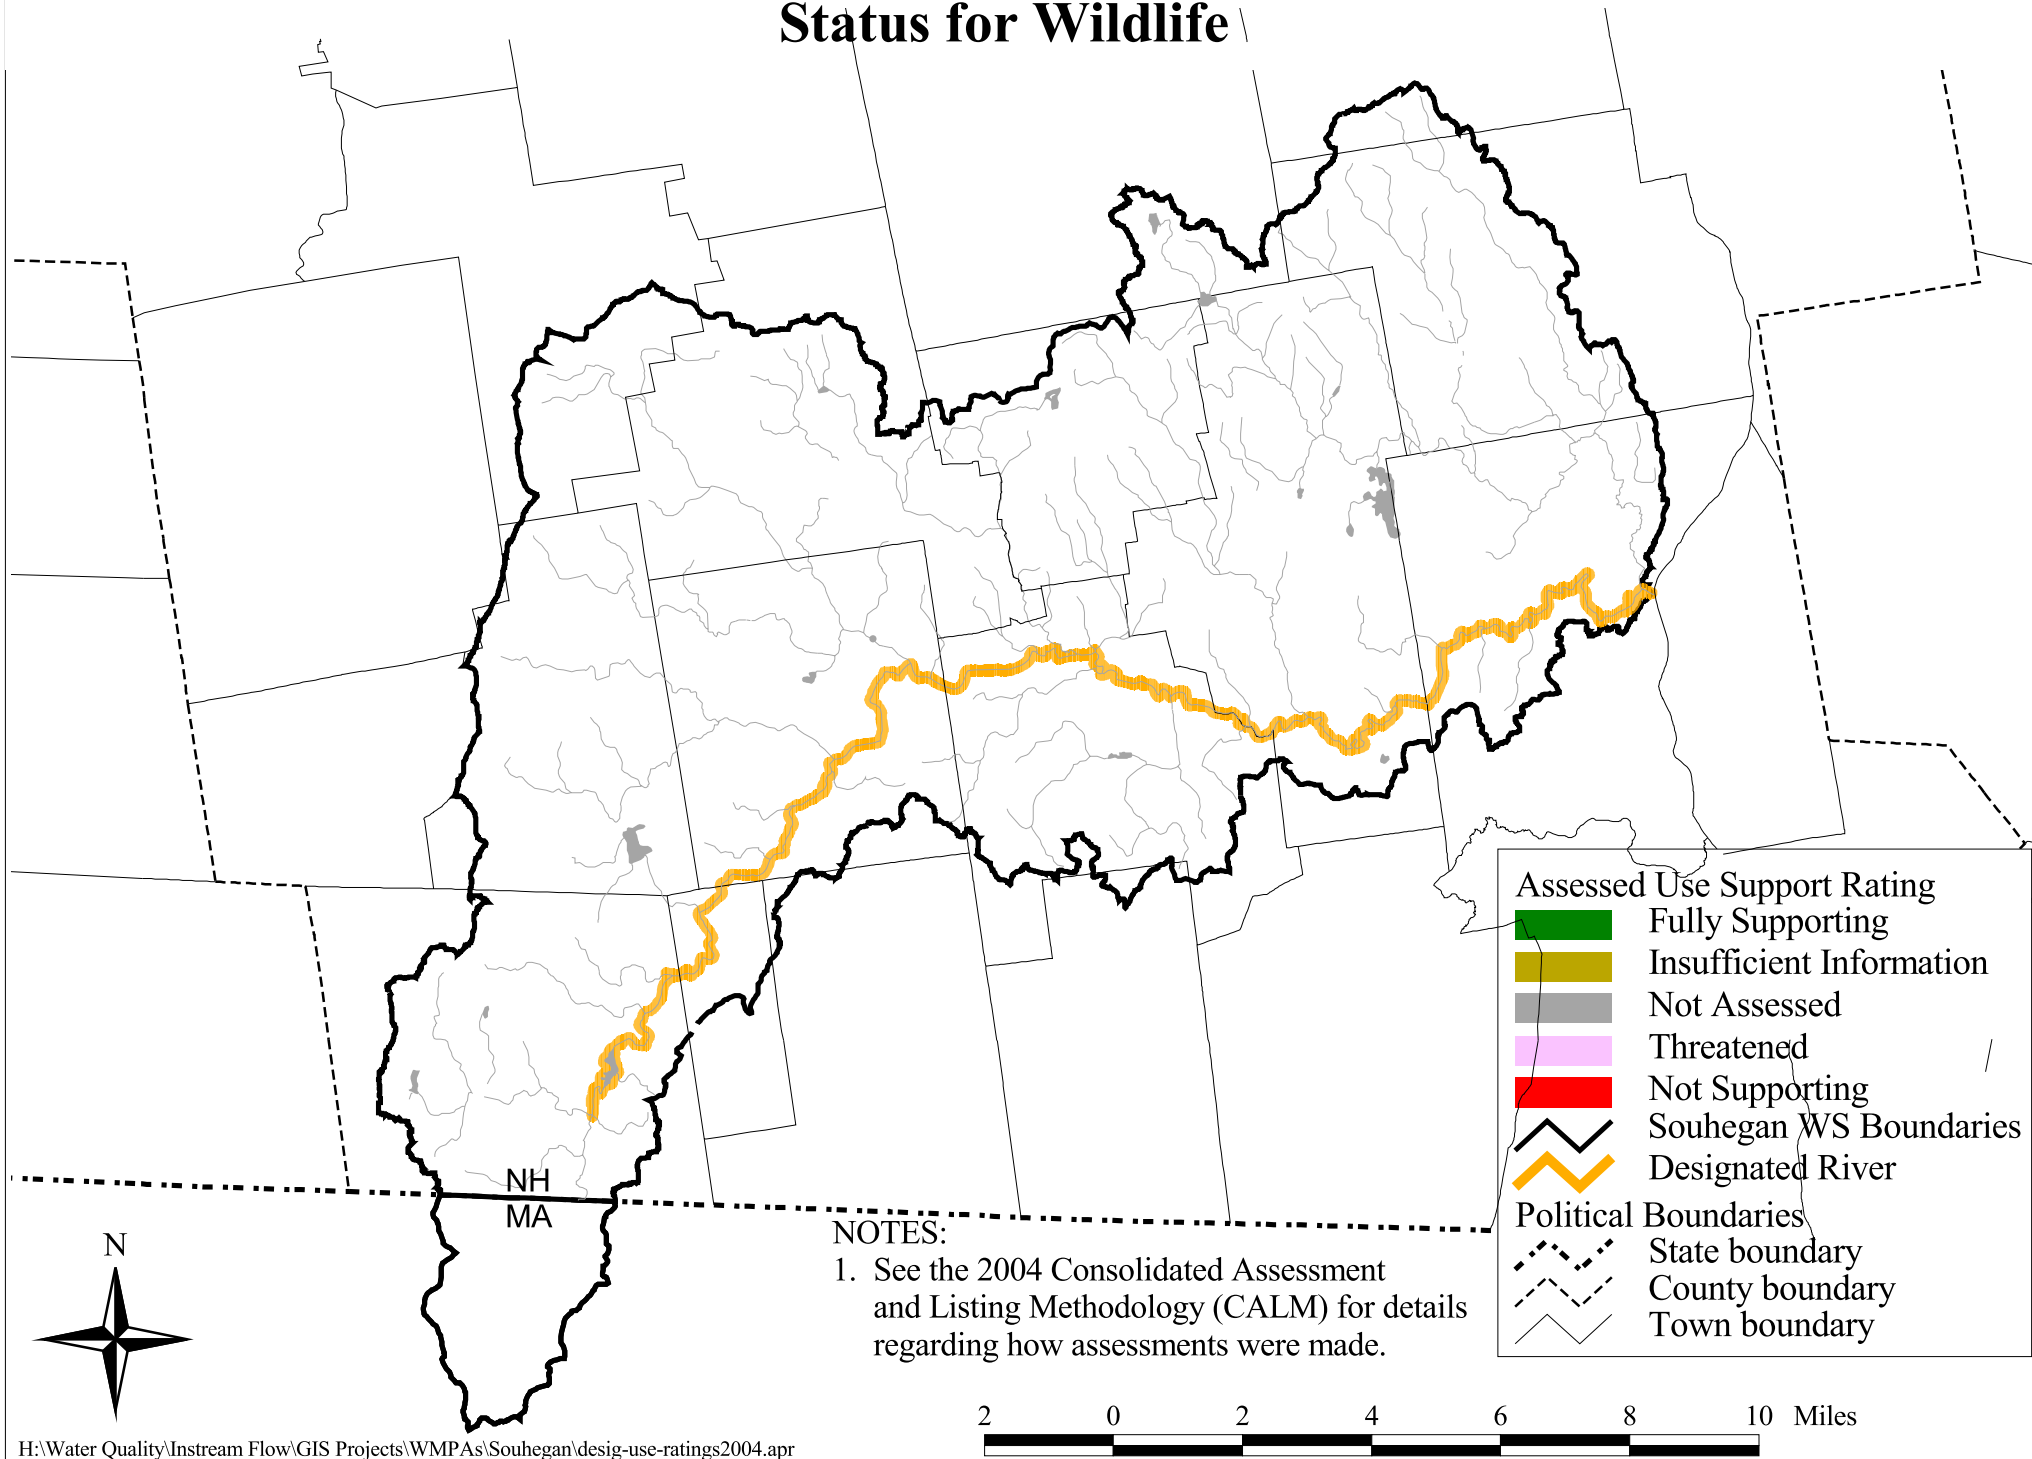 Status for Wildlife
Assessed Use Support Rating
Fully Supporting
Insufficient Information
Not Assessed
Threatened
Not Supporting
Souhegan WS Boundaries
Designated River
Political Boundaries
State boundary
County boundary
Town boundary
NH
MA
N
NOTES:
1. See the 2004 Consolidated Assessment
and Listing Methodology (CALM) for details
regarding how assessments were made.
2 0 2 4 6 8 10 Miles
H:\Water Quality\Instream Flow\GIS Projects\WMPAs\Souhegan\desig-use-ratings2004.apr